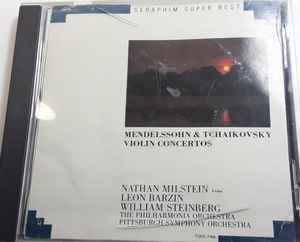 SERAPHIM SUPER BEST
MENDELSSOHN & TCHAIKOVSKY
VIOLIN CONCERTOS
NATHAN MILSTEIN
LEON BARZIN
WILLIAM STEINBERG
THE PHILHARMONIA ORCHESTRA
PITTSBURGH SYMPHONY ORCHESTRA